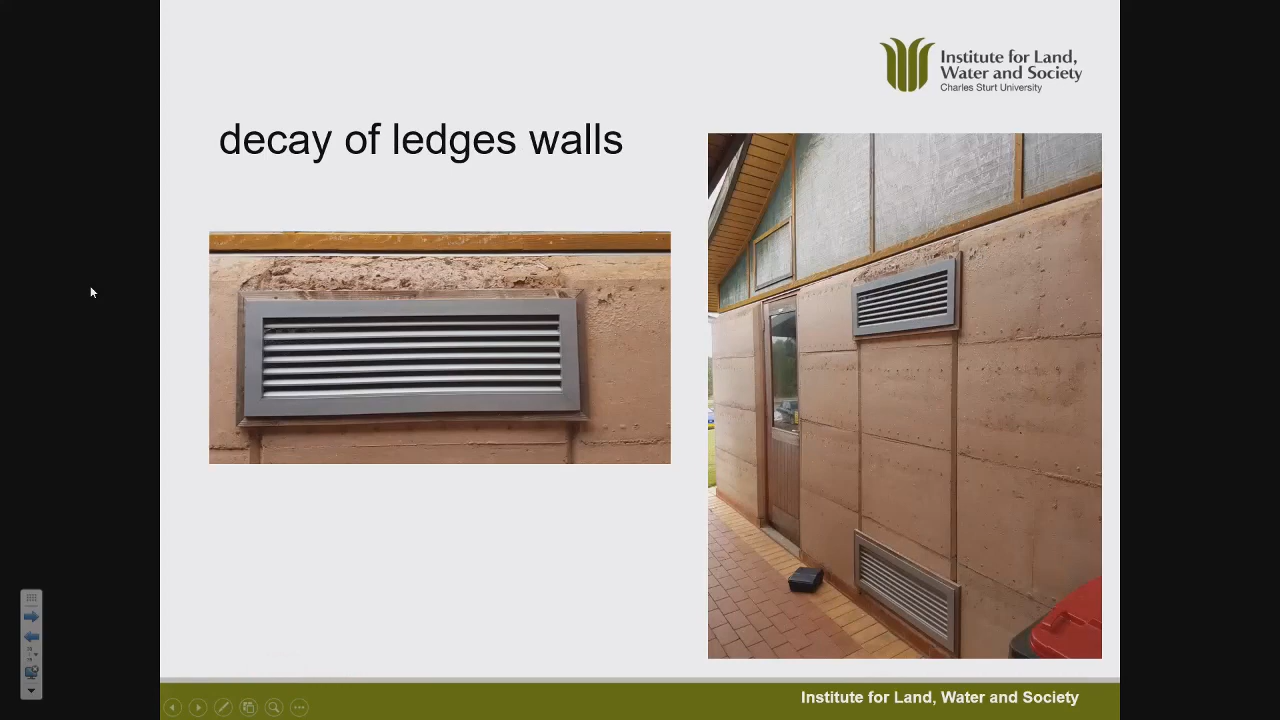 Institute for Land,
Water and Society
Charles Sturt University
decay of ledges walls
Institute for Land, Water and Society